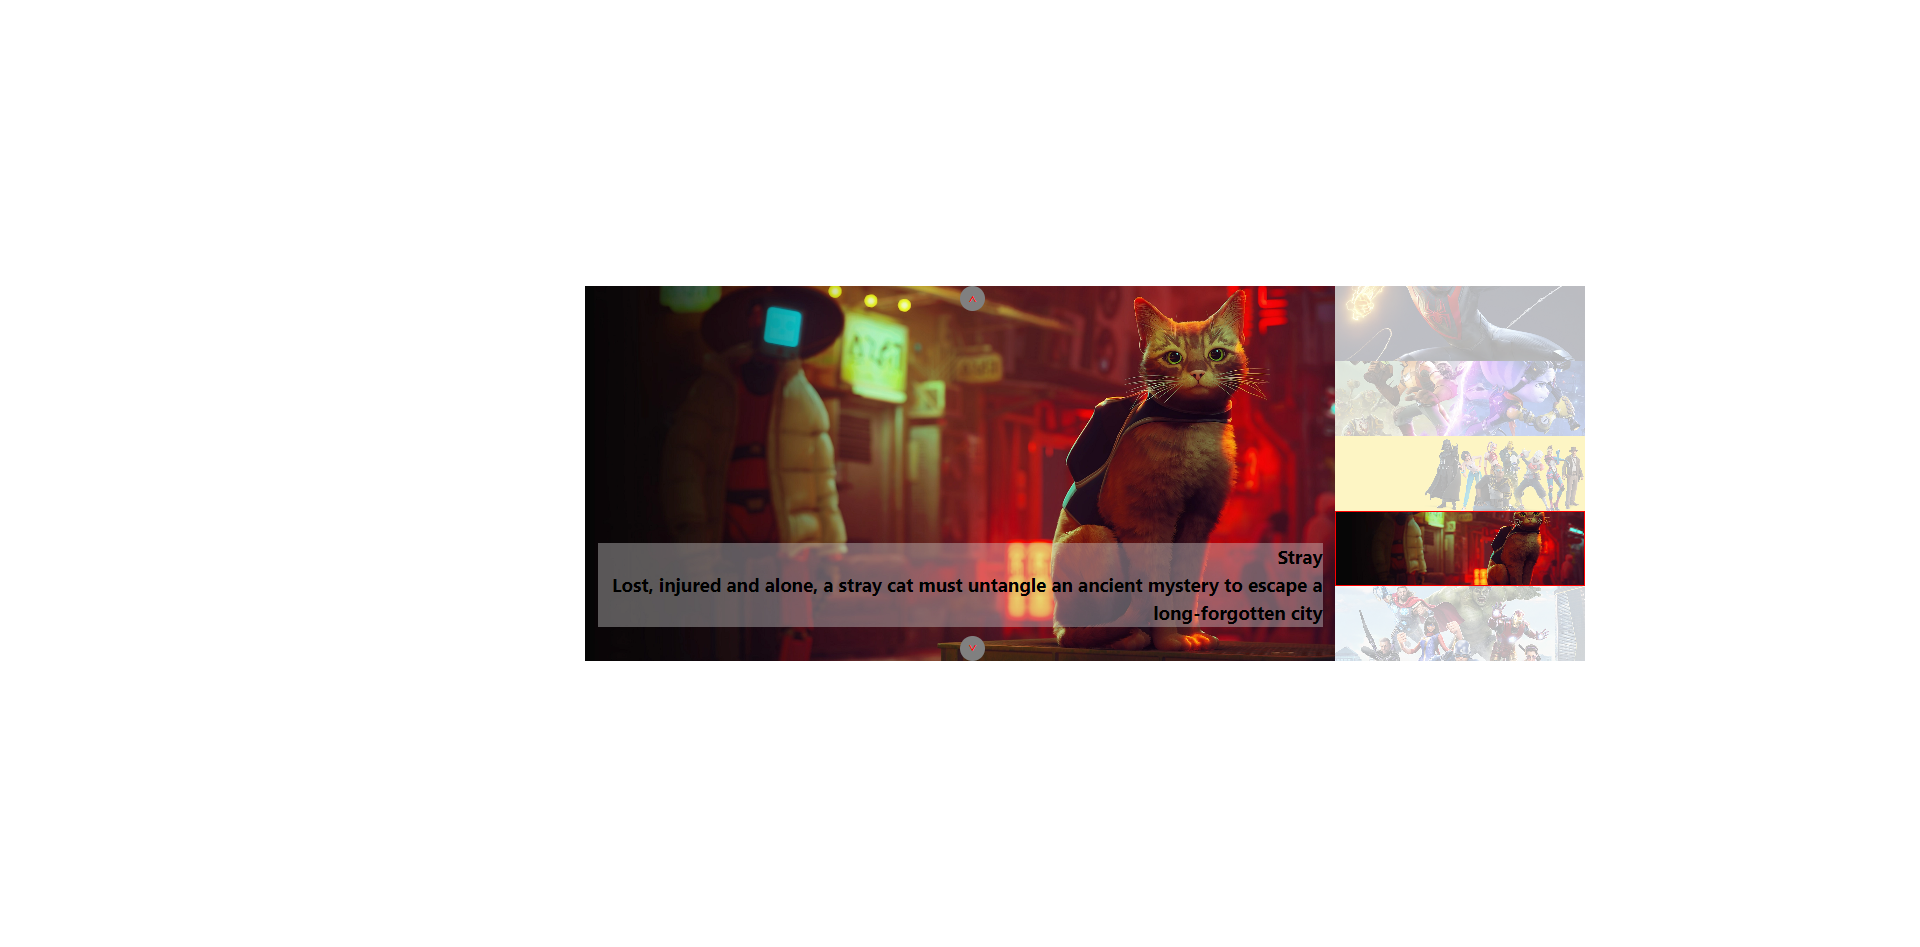 Stray
Lost, injured and alone, a stray cat must untangle an ancient mystery to escape a
long-forgotten city